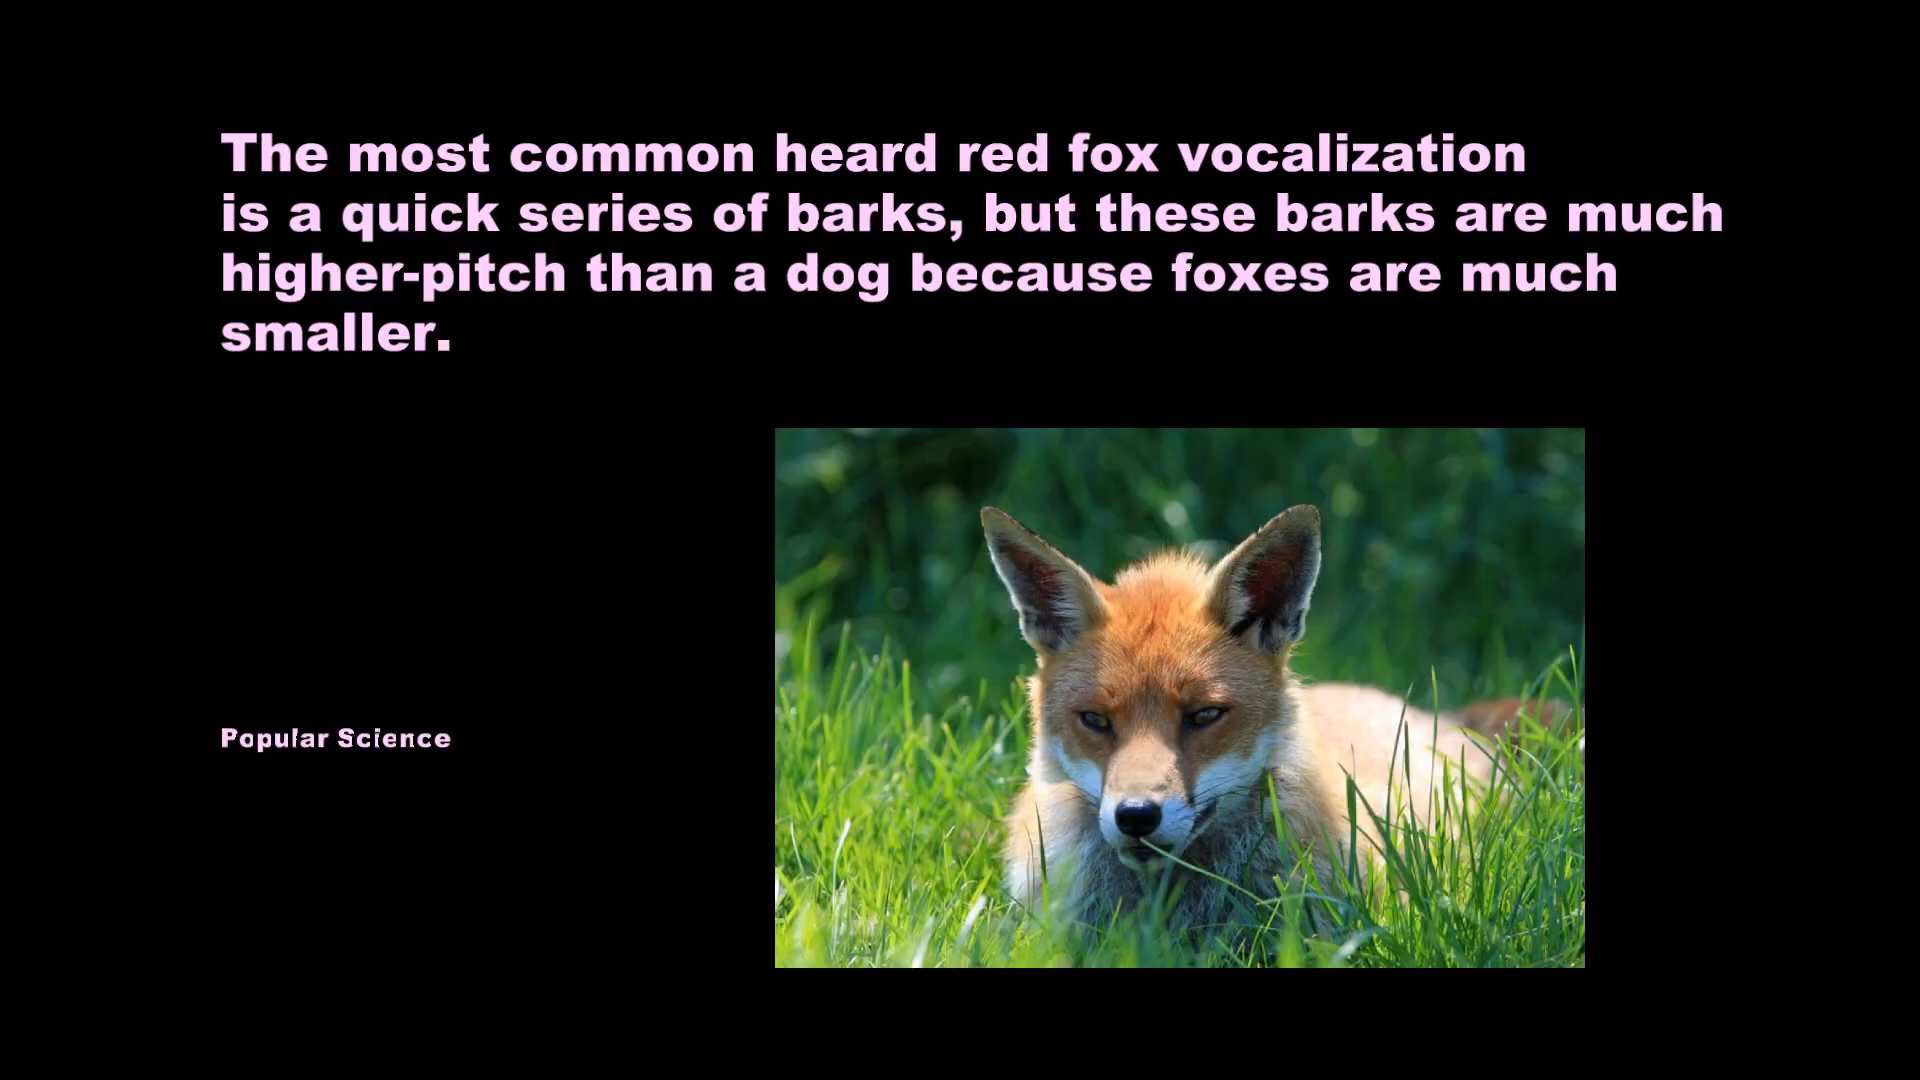 The most common heard red fox vocalization
is a quick series of barks, but these barks are much
higher-pitch than a dog because foxes are much
smaller.
Popular Science